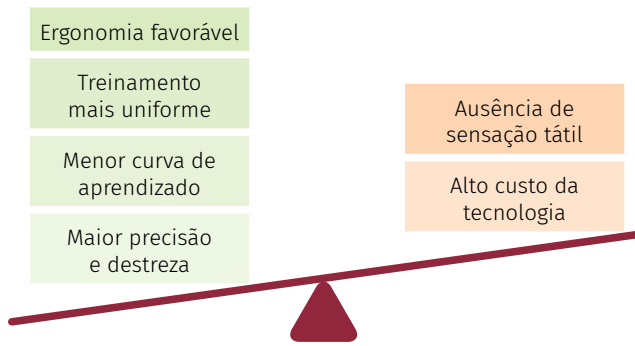 Ergonomia favorável
Treinamento
mais uniforme
Menor curva de
aprendizado
Maior precisão
e destreza
Ausência de
sensação tátil
Alto custo da
tecnologia